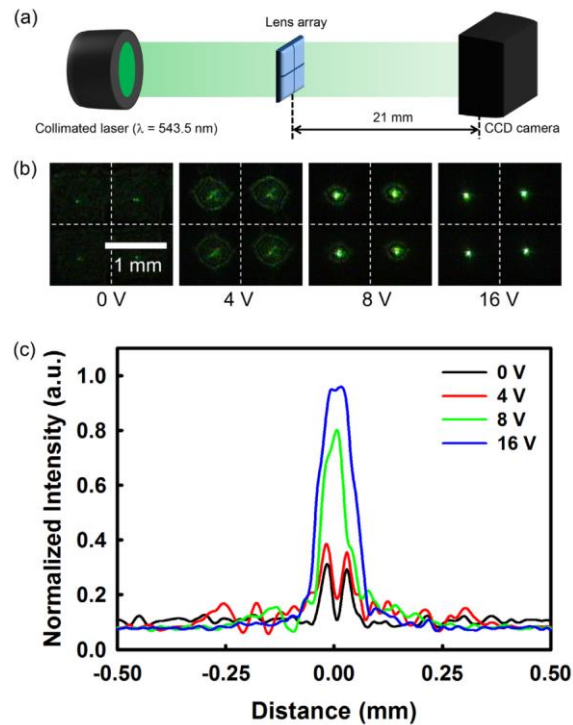 (a)
Lens array
21 mm
Collimated laser (λ = 543.5 nm)
CCD camera
(b)
1 mm
0 V
4 V
8 V
16 V
(c)
1.0
0.8
0.6
0.4
0.2
0.0
Normalized Intensity (a.u.)
0 V
4 V
8 V
16 V
-0.50
-0.25
0.00
0.25
0.50
Distance (mm)